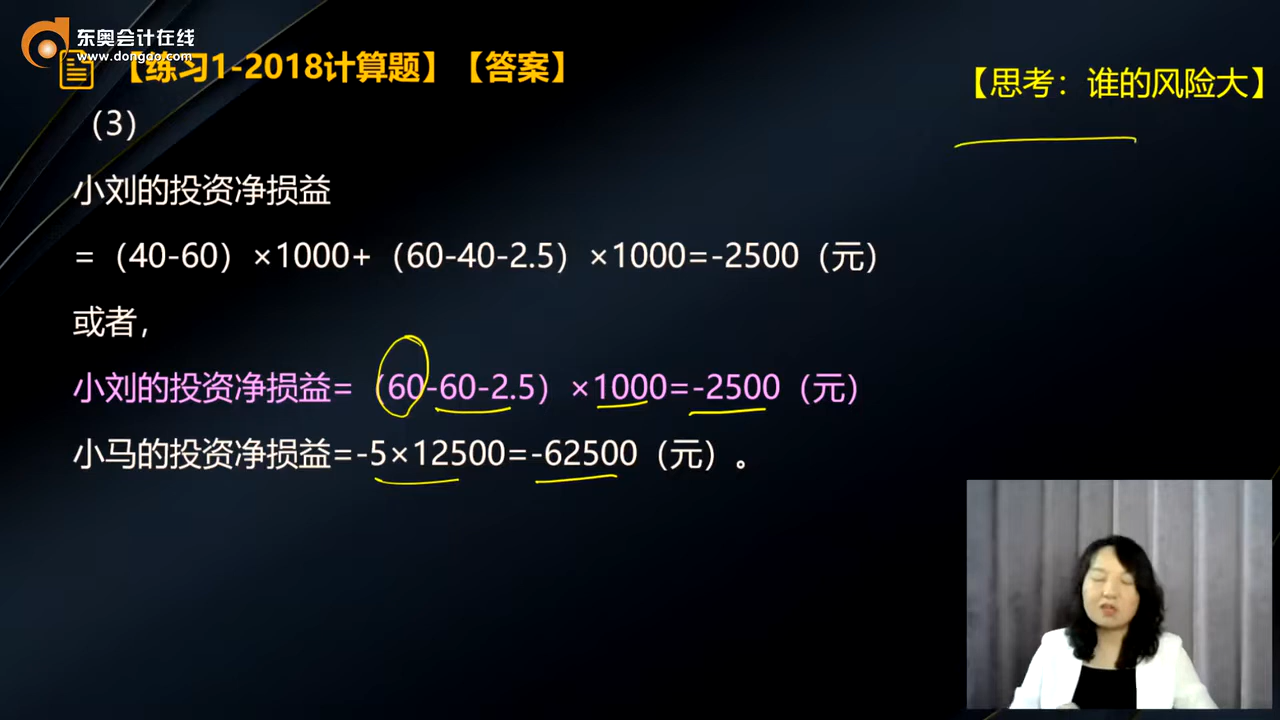 东奥会计在线
www.dongao.com
【练习1-2018计算题】【答案】
【思考：谁的风险大】
（3）
小刘的投资净损益
=（40-60）×1000+（60-40-2.5）×1000=-2500（元）
或者，
小刘的投资净损益=（60-60-2.5）×1000=-2500（元）
小马的投资净损益=-5×12500=-62500（元）。